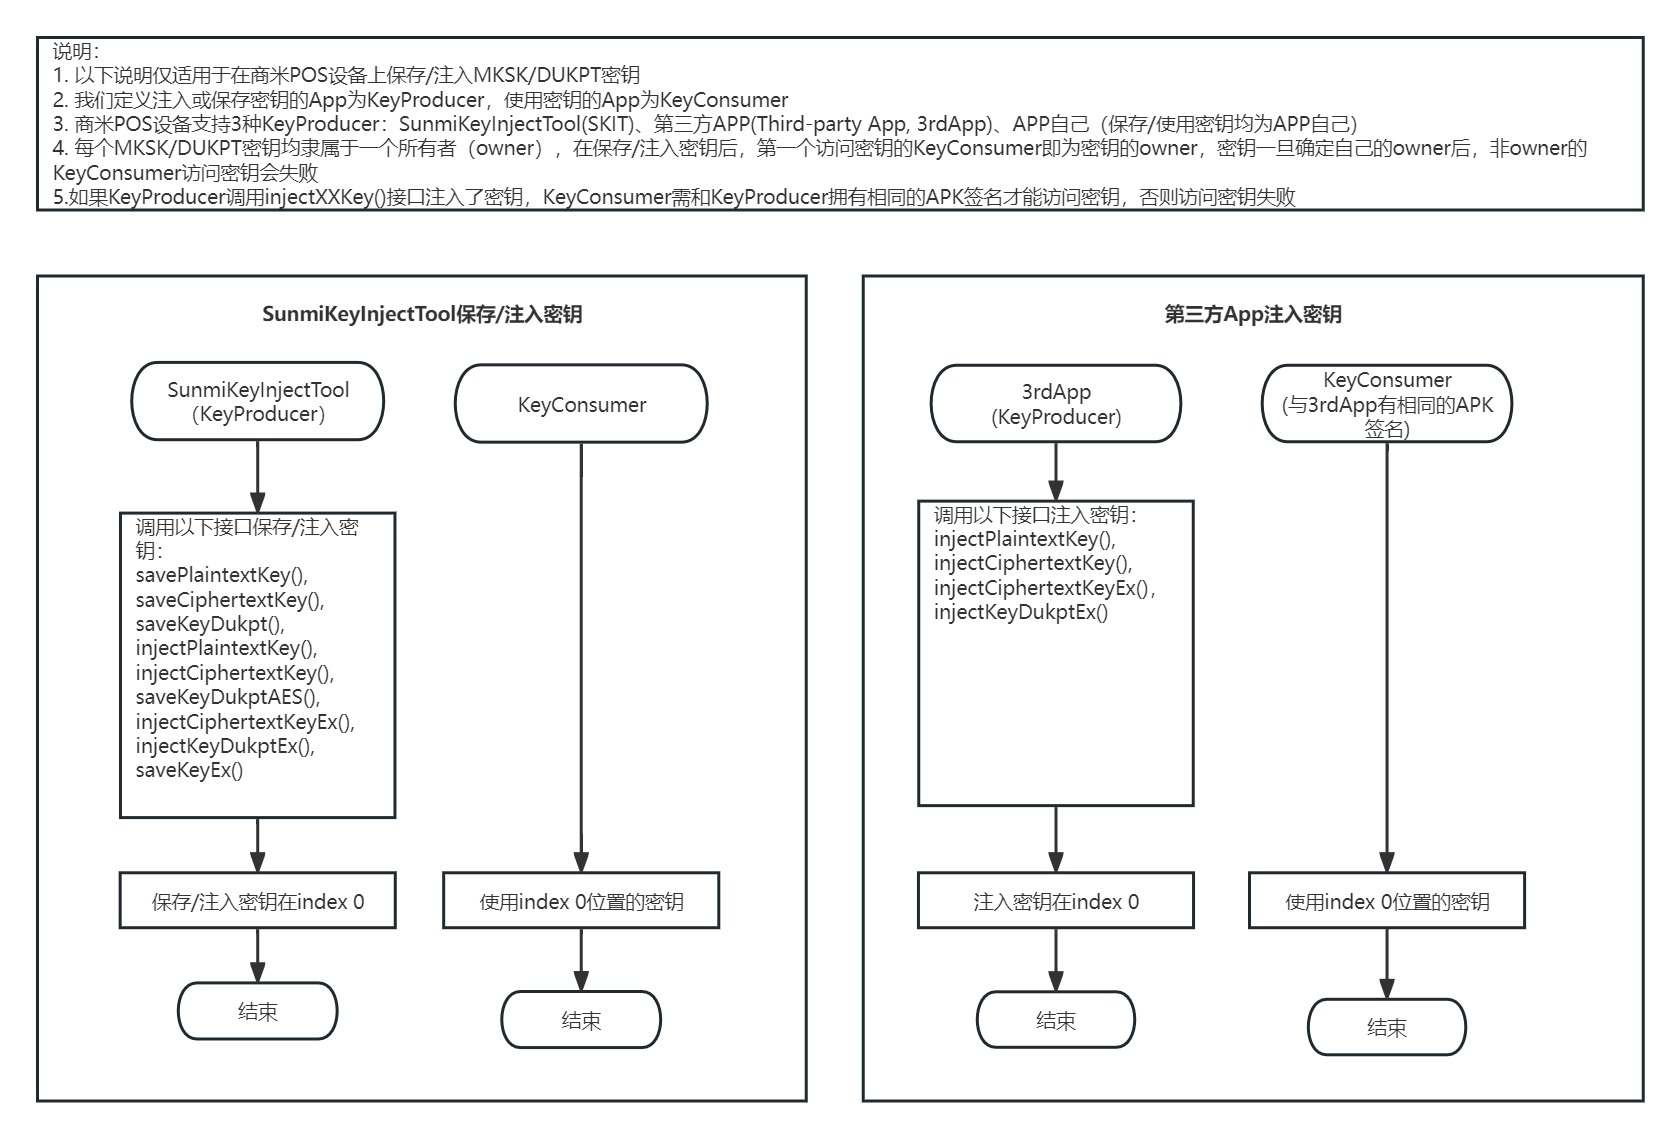 说明：
1. 以下说明仅适用于在商米POS设备上保存/注入MKSK/DUKPT密钥
2. 我们定义注入或保存密钥的App为KeyProducer，使用密钥的App为KeyConsumer
3. 商米POS设备支持3种KeyProducer：SunmiKeyInjectTool(SKIT)、第三方APP(Third-party App, 3rdApp)、APP自己（保存/使用密钥均为APP自己）
4. 每个MKSK/DUKPT密钥均隶属于一个所有者（owner），在保存/注入密钥后，第一个访问密钥的KeyConsumer即为密钥的owner，密钥一旦确定自己的owner后，非owner的
KeyConsumer访问密钥会失败
5.如果KeyProducer调用injectXXKey()接口注入了密钥，KeyConsumer需和KeyProducer拥有相同的APK签名才能访问密钥，否则访问密钥失败
SunmiKeyInjectTool保存/注入密钥
SunmiKeyInjectTool
（KeyProducer）
KeyConsumer
调用以下接口保存/注入密
钥：
savePlaintextKey(),
saveCiphertextKey(),
saveKeyDukpt(),
injectPlaintextKey(),
injectCiphertextKey(),
saveKeyDukptAES(),
injectCiphertextKeyEx(),
injectKeyDukptEx(),
saveKeyEx()
保存/注入密钥在index 0
使用index 0位置的密钥
结束
结束
第三方App注入密钥
3rdApp
(KeyProducer)
KeyConsumer
(与3rdApp有相同的APK
签名)
调用以下接口注入密钥：
injectPlaintextKey(),
injectCiphertextKey(),
injectCiphertextKeyEx()，
injectKeyDukptEx()
注入密钥在index 0
使用index 0位置的密钥
结束
结束